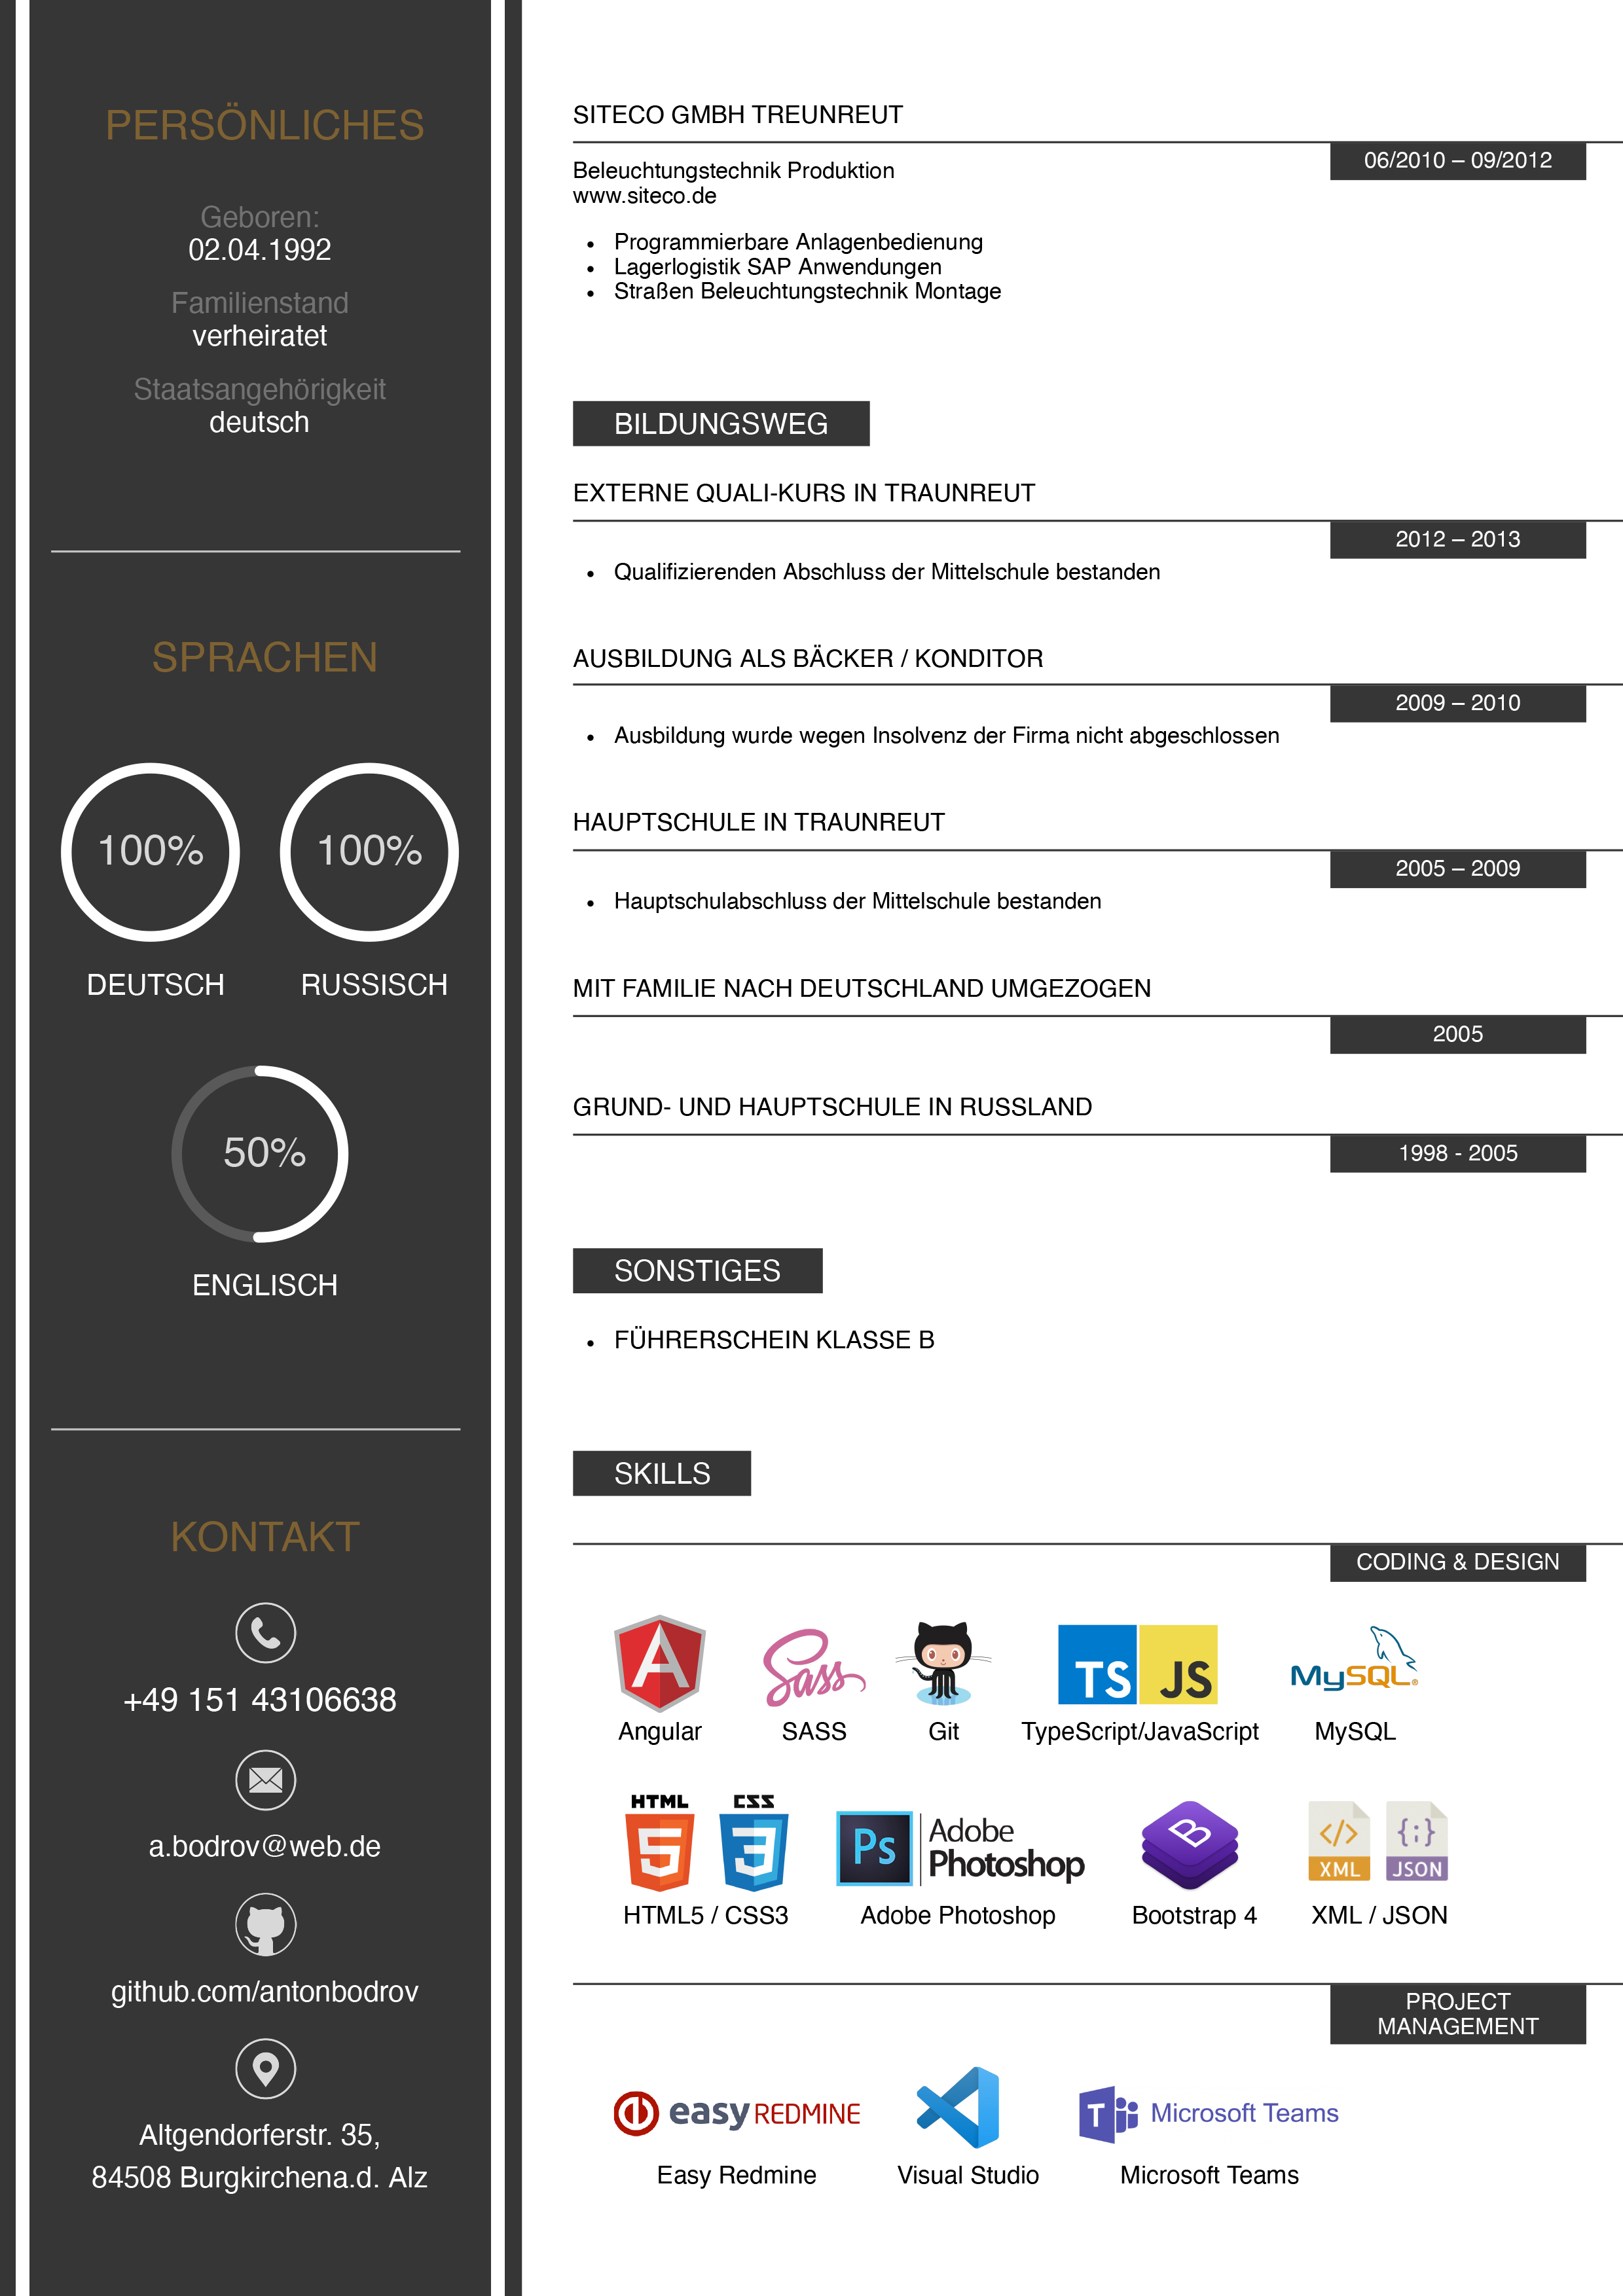 PERSÖNLICHES
Geboren:
02.04.1992
Familienstand
verheiratet
Staatsangehörigkeit
deutsch
SPRACHEN
100%
100%
DEUTSCH
RUSSISCH
50%
ENGLISCH
KONTAKT
+49 151 43106638
a.bodrov@web.de
github.com/antonbodrov
Altgendorferstr. 35,
84508 Burgkirchena.d. Alz
SITECO GMBH TREUNREUT
06/2010 – 09/2012
Beleuchtungstechnik Produktion
www.siteco.de
• Programmierbare Anlagenbedienung
• Lagerlogistik SAP Anwendungen
• Straßen Beleuchtungstechnik Montage
BILDUNGSWEG
EXTERNE QUALI-KURS IN TRAUNREUT
2012 – 2013
• Qualifizierenden Abschluss der Mittelschule bestanden
AUSBILDUNG ALS BÄCKER / KONDITOR
2009 – 2010
• Ausbildung wurde wegen Insolvenz der Firma nicht abgeschlossen
HAUPTSCHULE IN TRAUNREUT
2005 – 2009
• Hauptschulabschluss der Mittelschule bestanden
MIT FAMILIE NACH DEUTSCHLAND UMGEZOGEN
2005
GRUND- UND HAUPTSCHULE IN RUSSLAND
1998 - 2005
SONSTIGES
• FÜHRERSCHEIN KLASSE B
SKILLS
CODING & DESIGN
A
Sass
TS JS
MySQL®
Angular
SASS
Git
TypeScript/JavaScript
MySQL
HTML
5
CSS
3
Ps
Adobe
Photoshop
B
</>
XML
{;}
JSON
HTML5 / CSS3
Adobe Photoshop
Bootstrap 4
XML / JSON
PROJECT
MANAGEMENT
easy REDMINE
T
Microsoft Teams
Easy Redmine
Visual Studio
Microsoft Teams